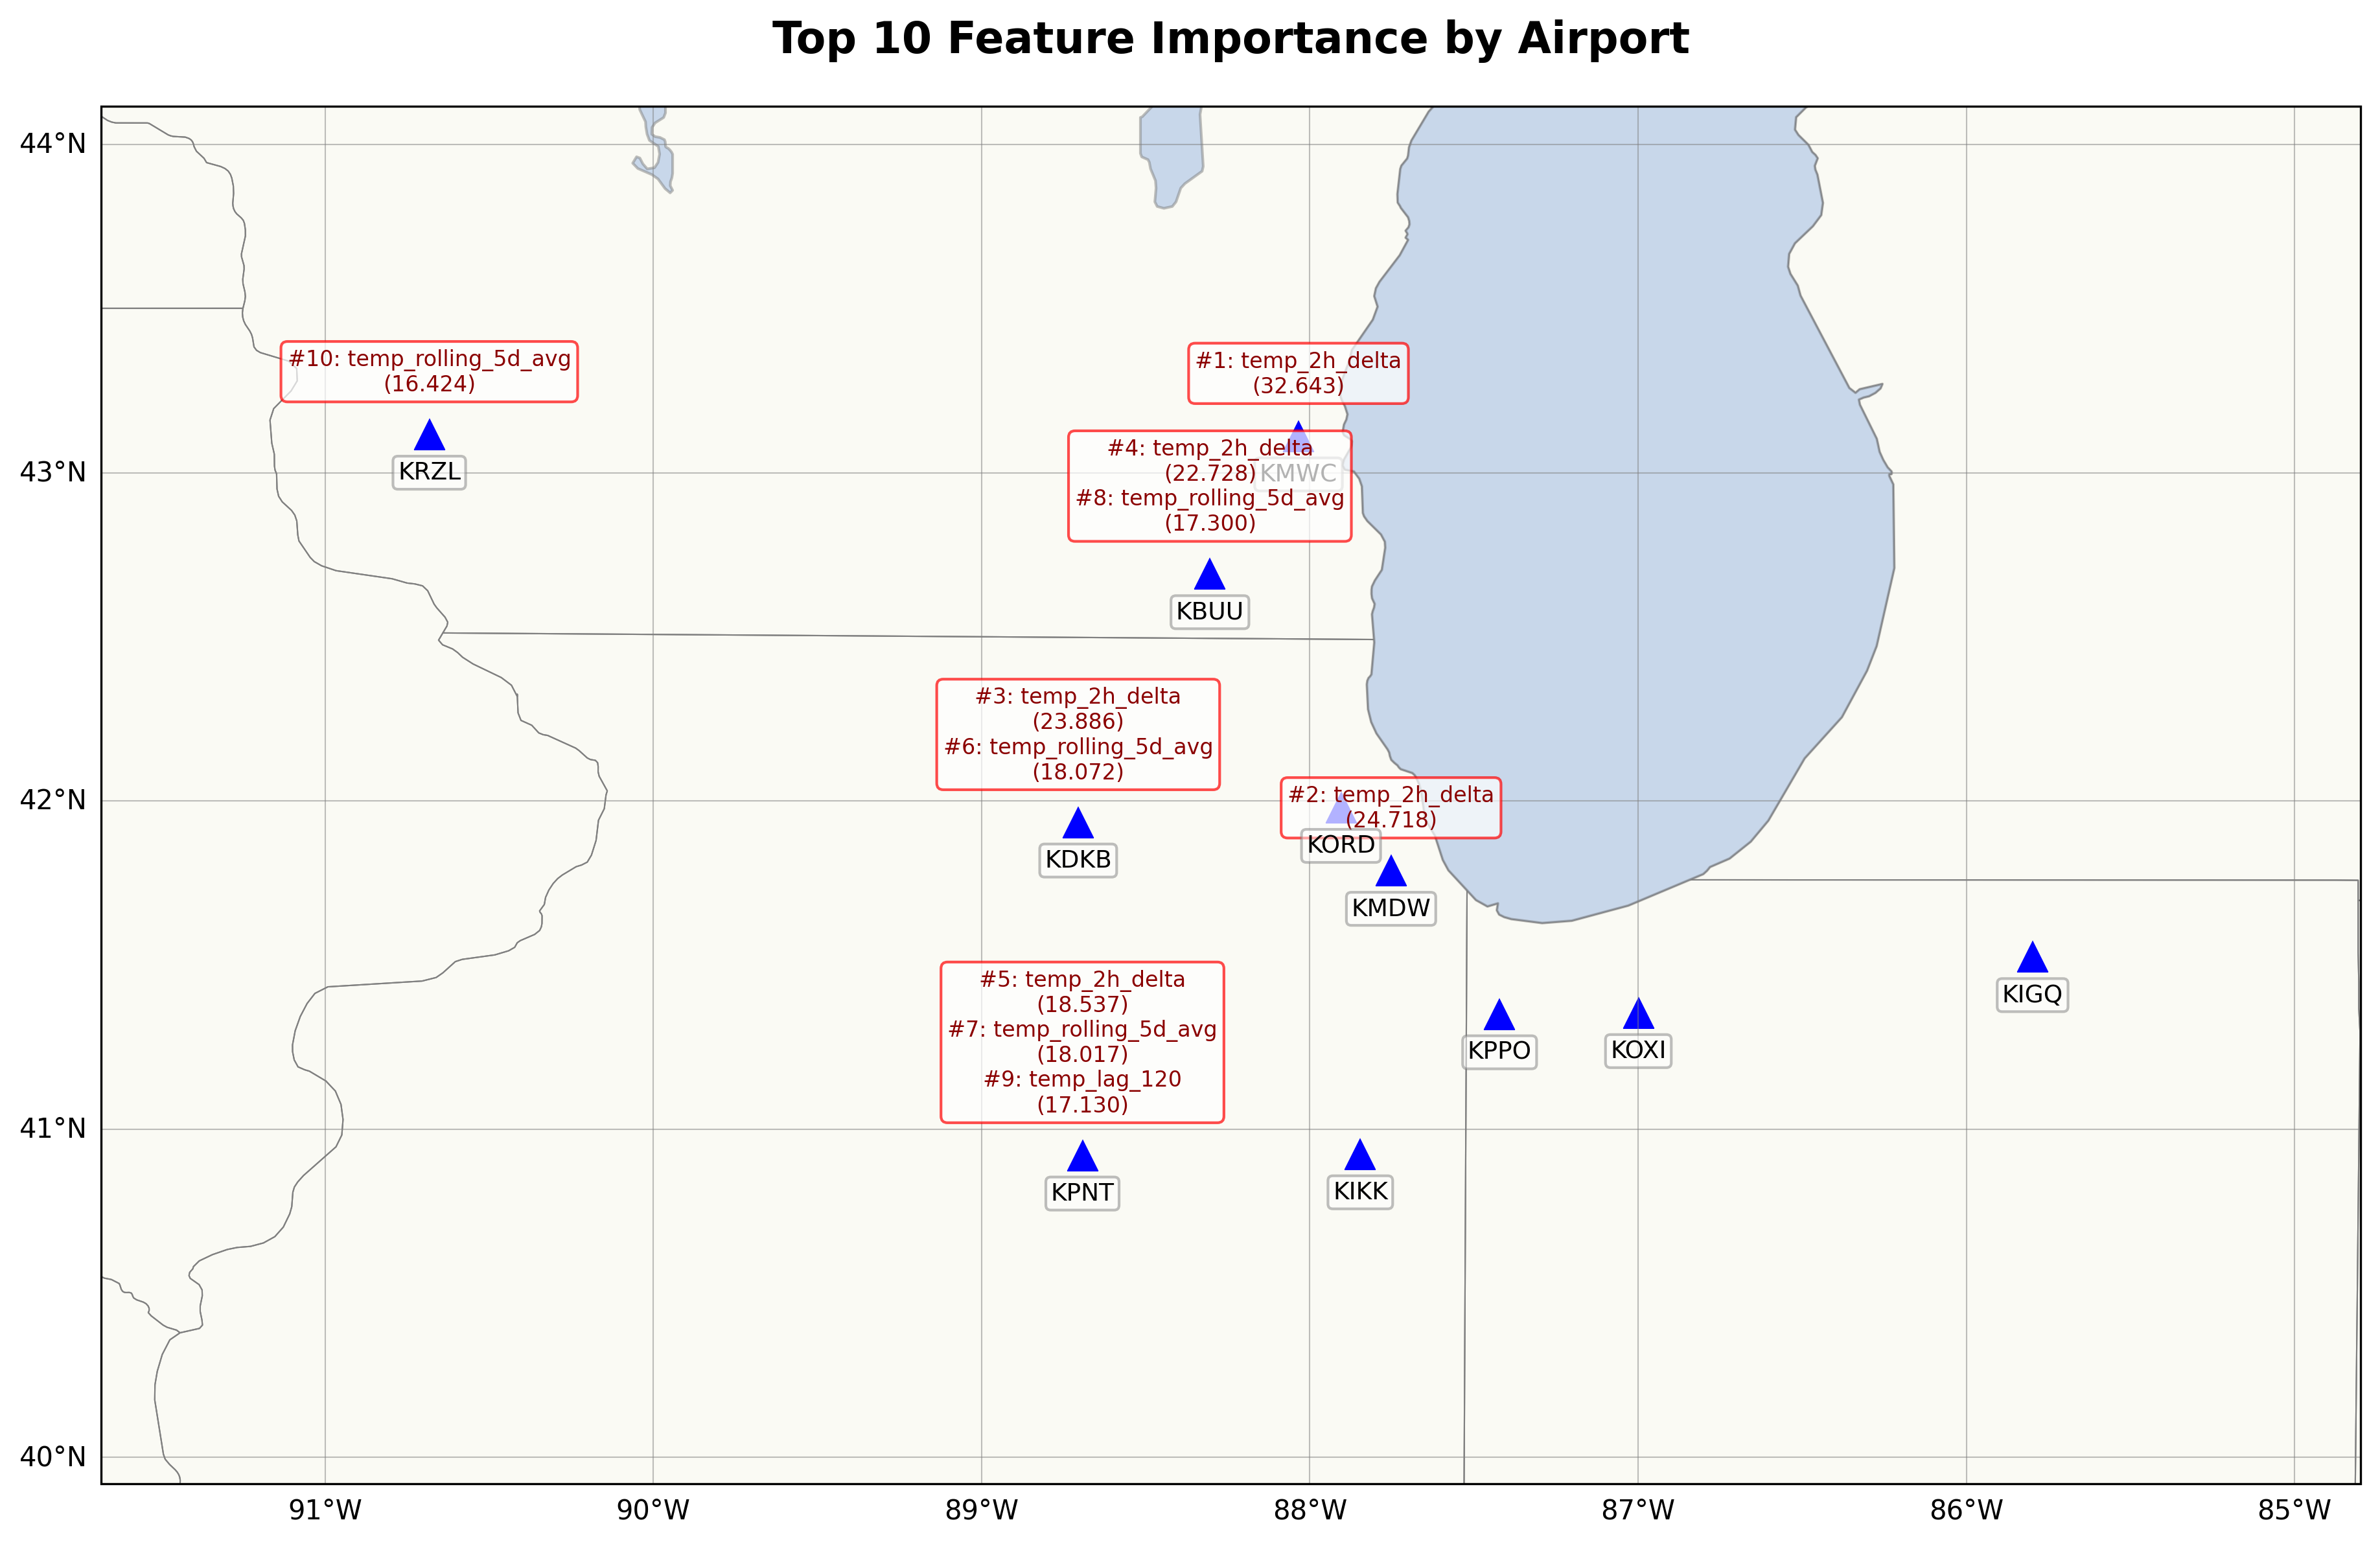 Top 10 Feature Importance by Airport
44°N
43°N
42°N
41°N
40°N
#10: temp_rolling_5d_avg
(16.424)
KRZL
#1: temp_2h_delta
(32.643)
KMWC
#4: temp_2h_delta
(22.728)
#8: temp_rolling_5d_avg
(17.300)
KBUU
#3: temp_2h_delta
(23.886)
#6: temp_rolling_5d_avg
(18.072)
KDKB
#2: temp_2h_delta
(24.718)
KORD
KMDW
#5: temp_2h_delta
(18.537)
#7: temp_rolling_5d_avg
(18.017)
#9: temp_lag_120
(17.130)
KPNT
KIKK
KPPO
KOXI
KIGQ
91°W
90°W
89°W
88°W
87°W
86°W
85°W